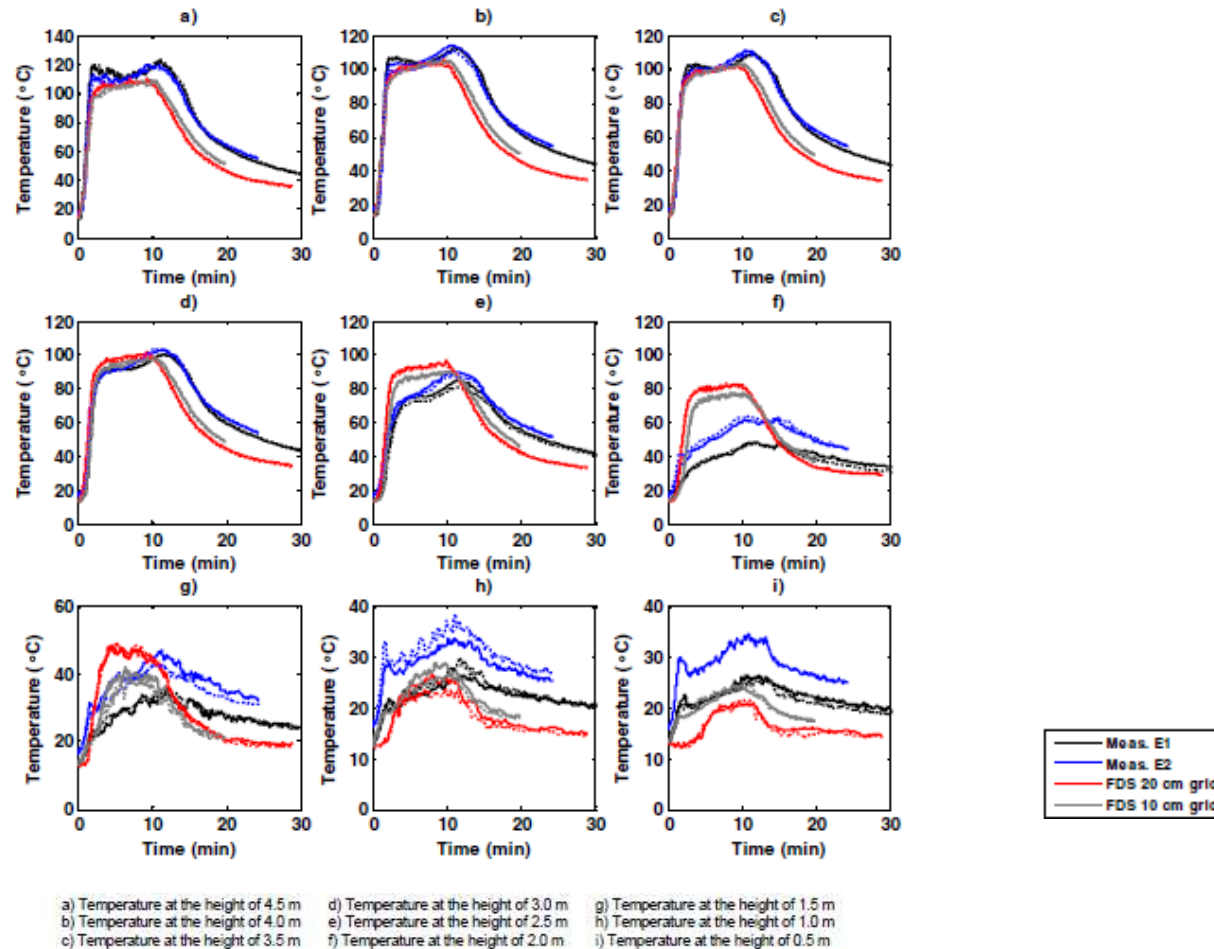 a)
b)
c)
140
120
100
80
60
40
20
0
Temperature (°C)
0 10 20 30
Time (min)
120
100
80
60
40
20
0
Temperature (°C)
0 10 20 30
Time (min)
120
100
80
60
40
20
0
Temperature (°C)
0 10 20 30
Time (min)
d)
e)
f)
120
100
80
60
40
20
0
Temperature (°C)
0 10 20 30
Time (min)
120
100
80
60
40
20
0
Temperature (°C)
0 10 20 30
Time (min)
120
100
80
60
40
20
0
Temperature (°C)
0 10 20 30
Time (min)
g)
h)
i)
60
40
20
0
Temperature (°C)
0 10 20 30
Time (min)
40
30
20
10
0
Temperature (°C)
0 10 20 30
Time (min)
40
30
20
10
0
Temperature (°C)
0 10 20 30
Time (min)
Meas. E1
Meas. E2
FDS 20 cm grid
FDS 10 cm grid
a) Temperature at the height of 4.5 m
b) Temperature at the height of 4.0 m
c) Temperature at the height of 3.5 m
d) Temperature at the height of 3.0 m
e) Temperature at the height of 2.5 m
f) Temperature at the height of 2.0 m
g) Temperature at the height of 1.5 m
h) Temperature at the height of 1.0 m
i) Temperature at the height of 0.5 m